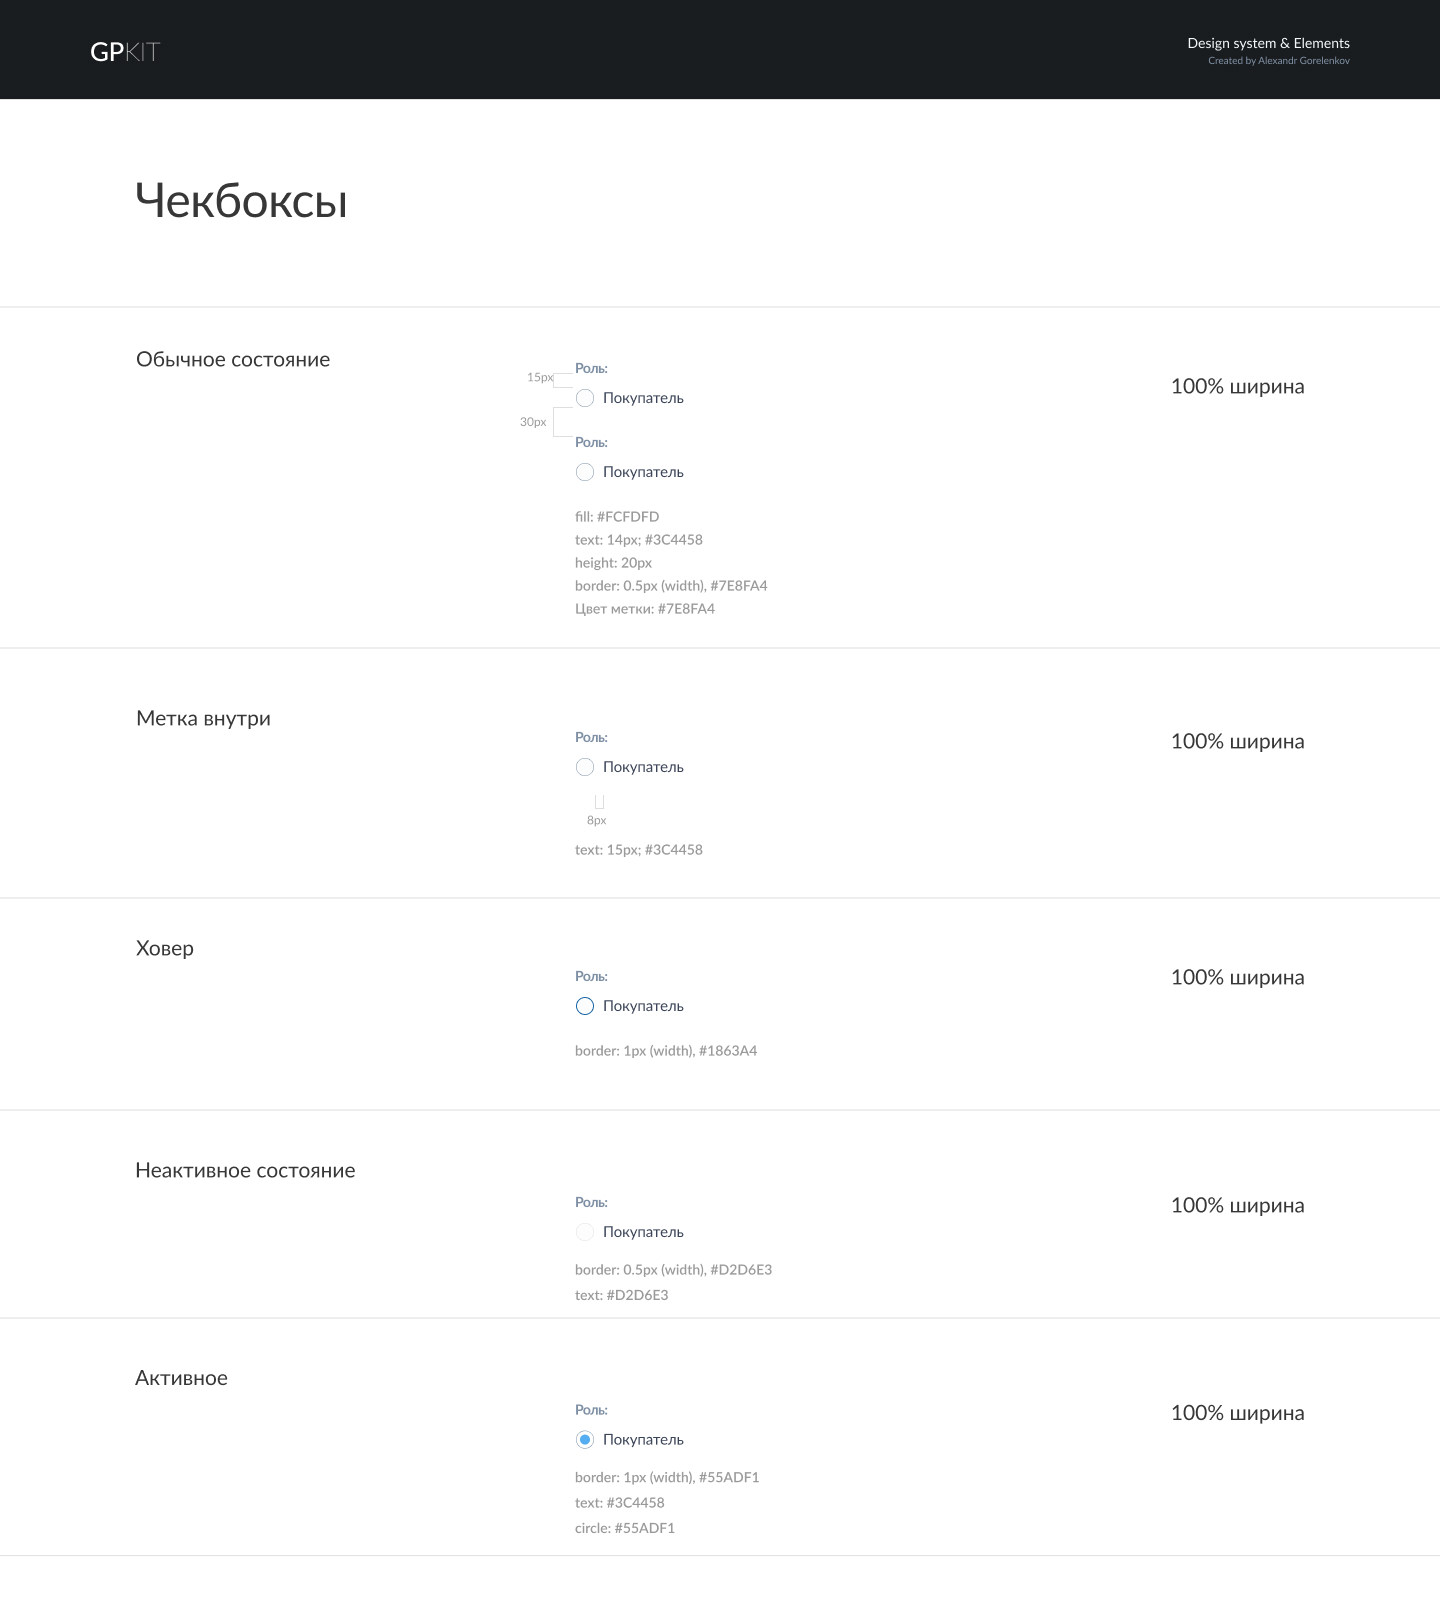 GPKIT
Design system & Elements
Created by Alexandr Gorelenkov
Чекбоксы
Обычное состояние
Роль:
15px
Покупатель
100% ширина
30px
Роль:
Покупатель
fill: #FCFDFD
text: 14px; #3C4458
height: 20px
border: 0.5px (width), #7E8FA4
Цвет метки: #7E8FA4
Метка внутри
Роль:
100% ширина
Покупатель
8px
text: 15px; #3C4458
Ховер
Роль:
100% ширина
Покупатель
border: 1px (width), #1863A4
Неактивное состояние
Роль:
100% ширина
Покупатель
border: 0.5px (width), #D2D6E3
text: #D2D6E3
Активное
Роль:
100% ширина
Покупатель
border: 1px (width), #55ADF1
text: #3C4458
circle: #55ADF1